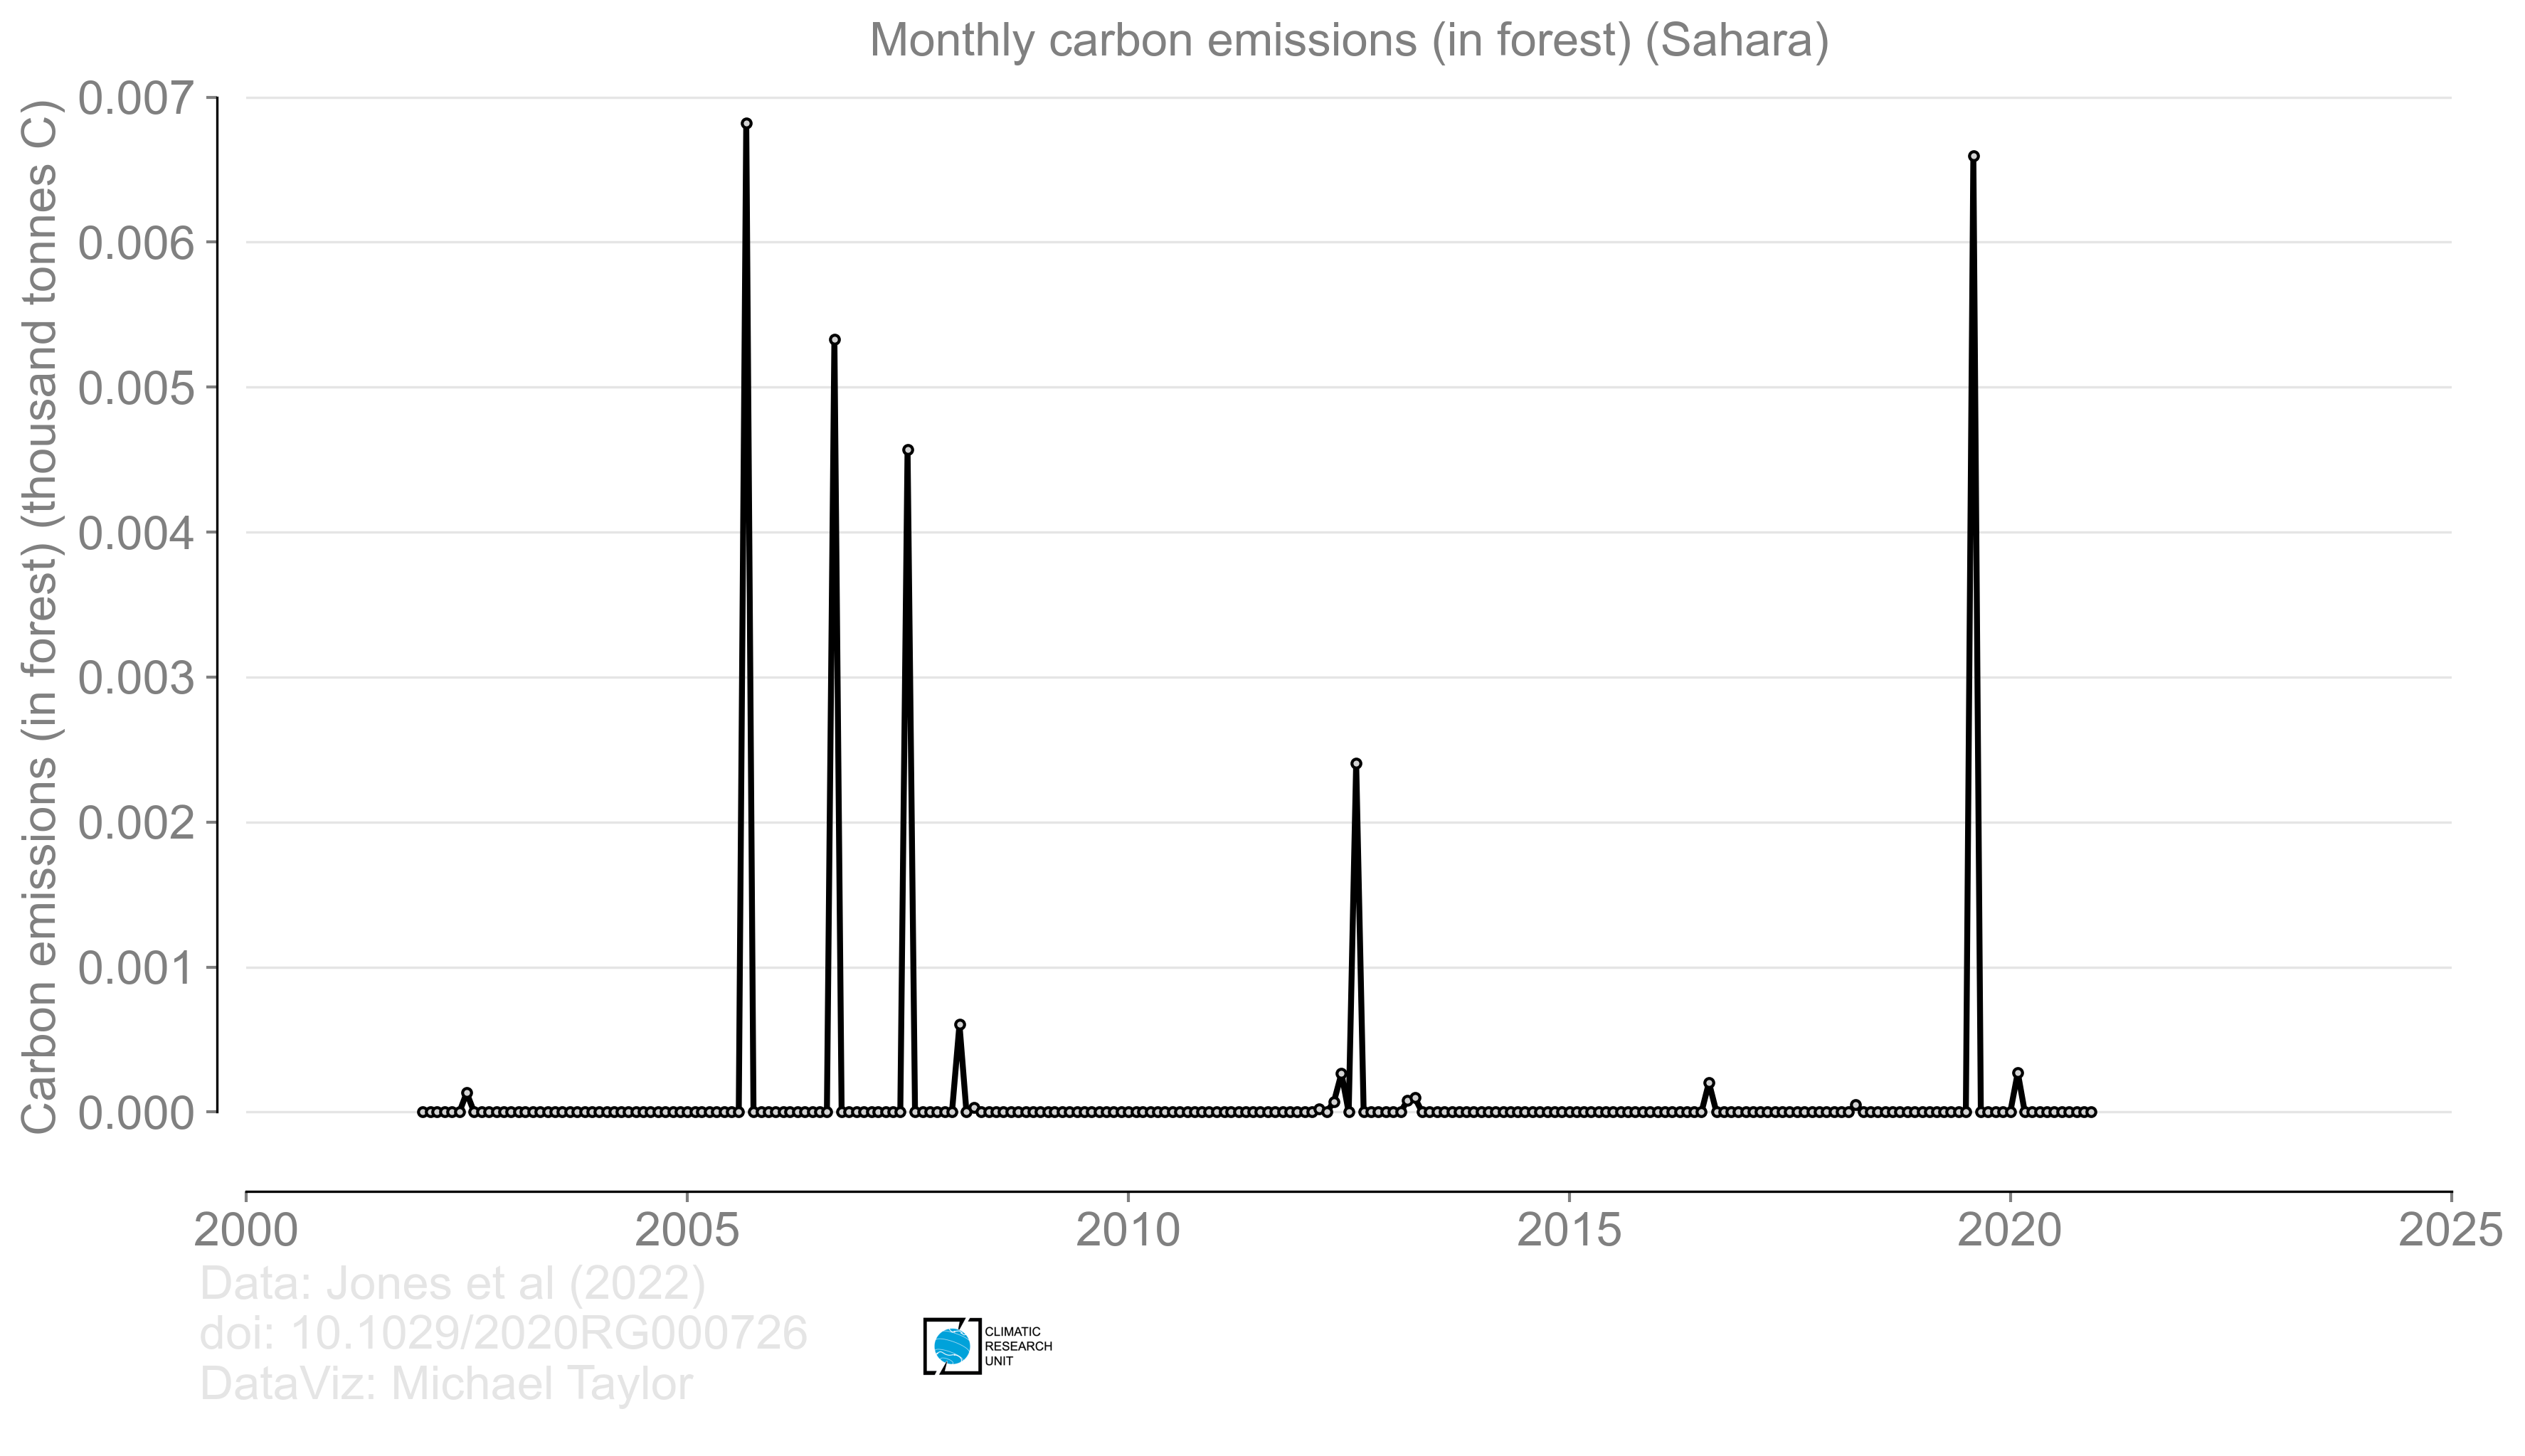 Monthly carbon emissions (in forest) (Sahara)
Carbon emissions (in forest) (thousand tonnes C)
0.007
0.006
0.005
0.004
0.003
0.002
0.001
0.000
2000 2005 2010 2015 2020 2025
Data: Jones et al (2022)
doi: 10.1029/2020RG000726
DataViz: Michael Taylor
CLIMATIC
RESEARCH
UNIT